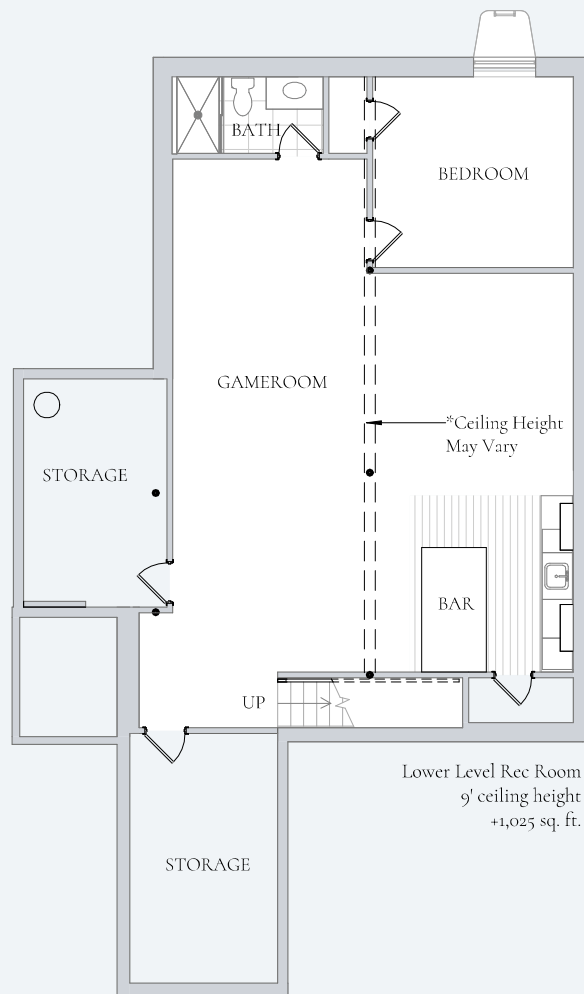 BATH
BEDROOM
GAMEROOM
*Ceiling Height
May Vary
STORAGE
BAR
UP
Lower Level Rec Room
9' ceiling height
+1,025 sq. ft.
STORAGE